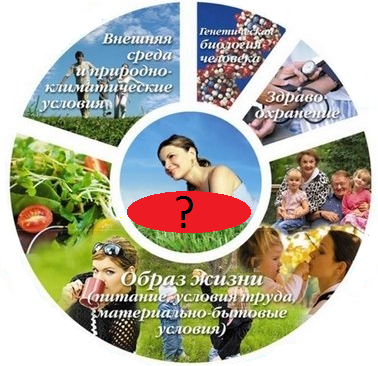 Внешняя
среда
и природно-
климатические
условия
Генетическая
биология
человека
Здраво-
охранение
?
Образ жизни
(питание, условия труда,
материально-бытовые
условия)